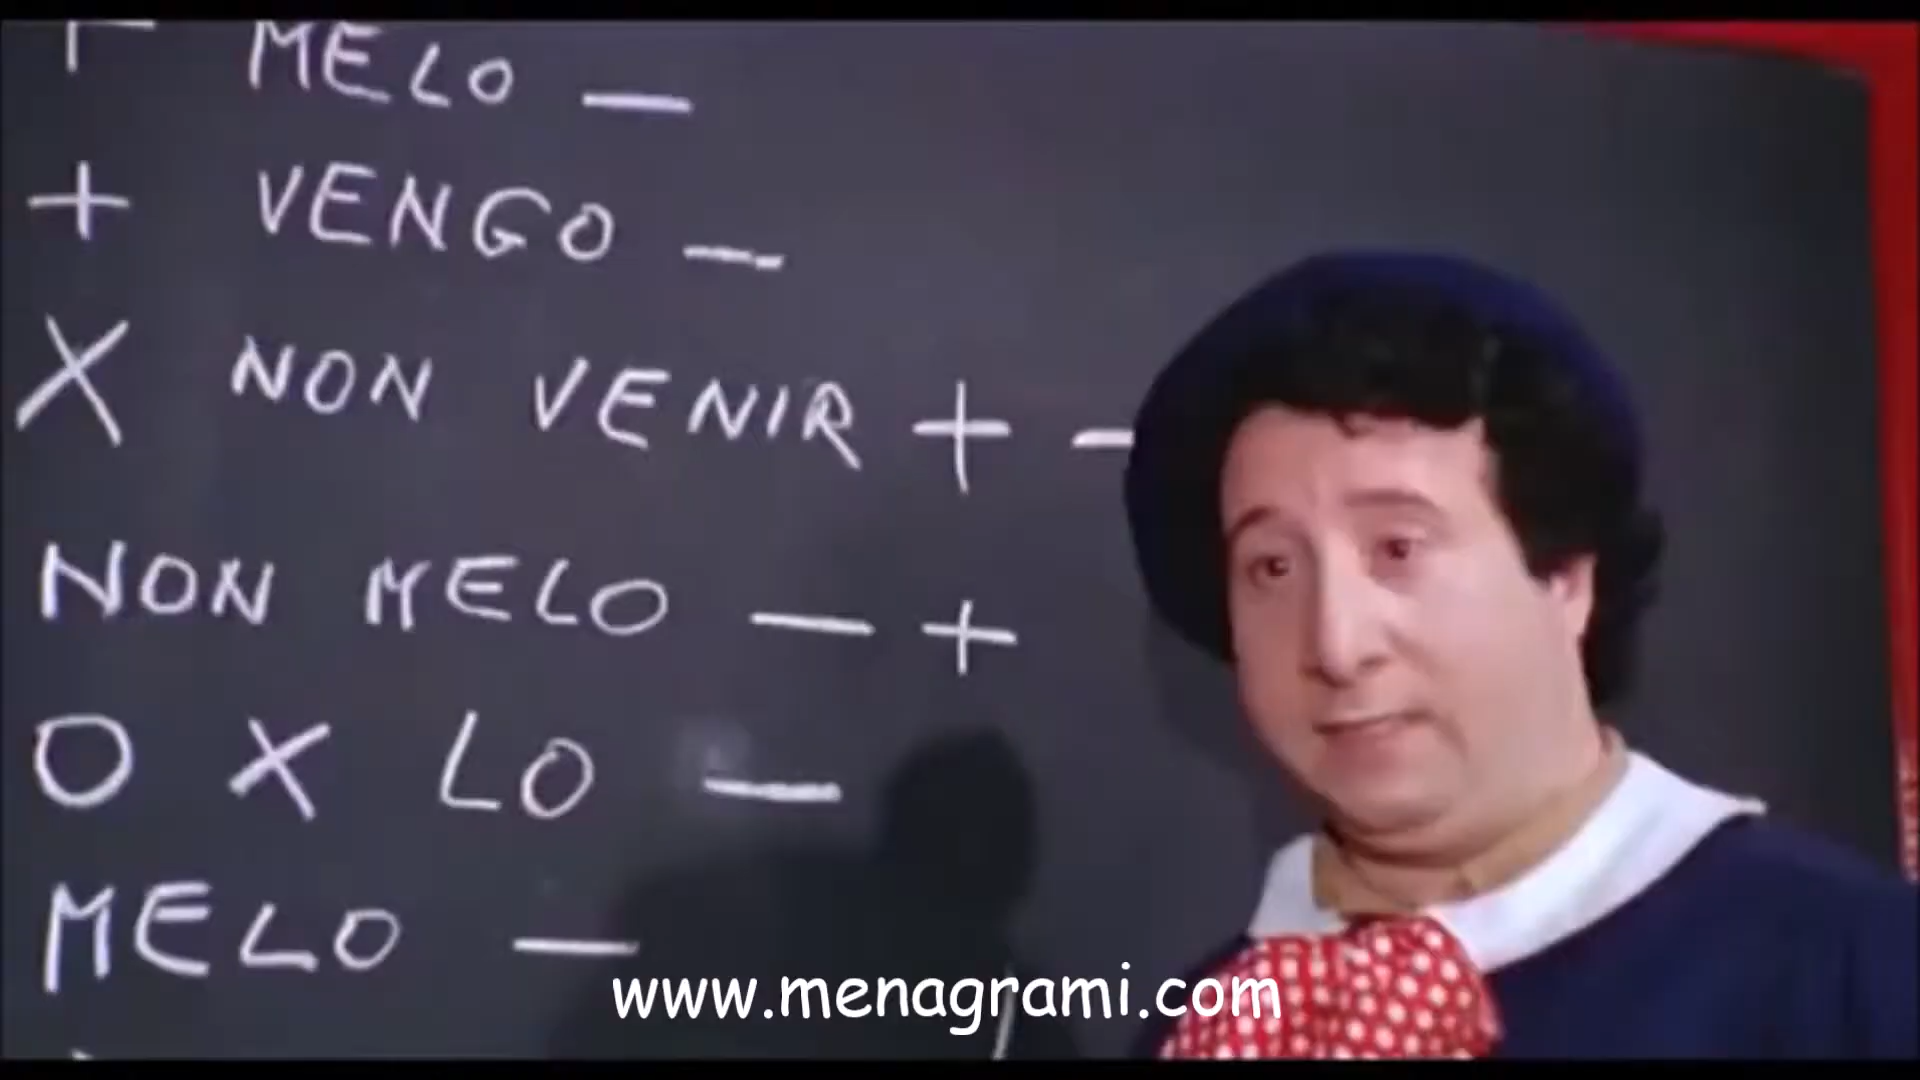 + MELO —
+ VENGO —
X NON VENIR + -
NON MELO — +
O X LO —
MELO —
www.menagrami.com